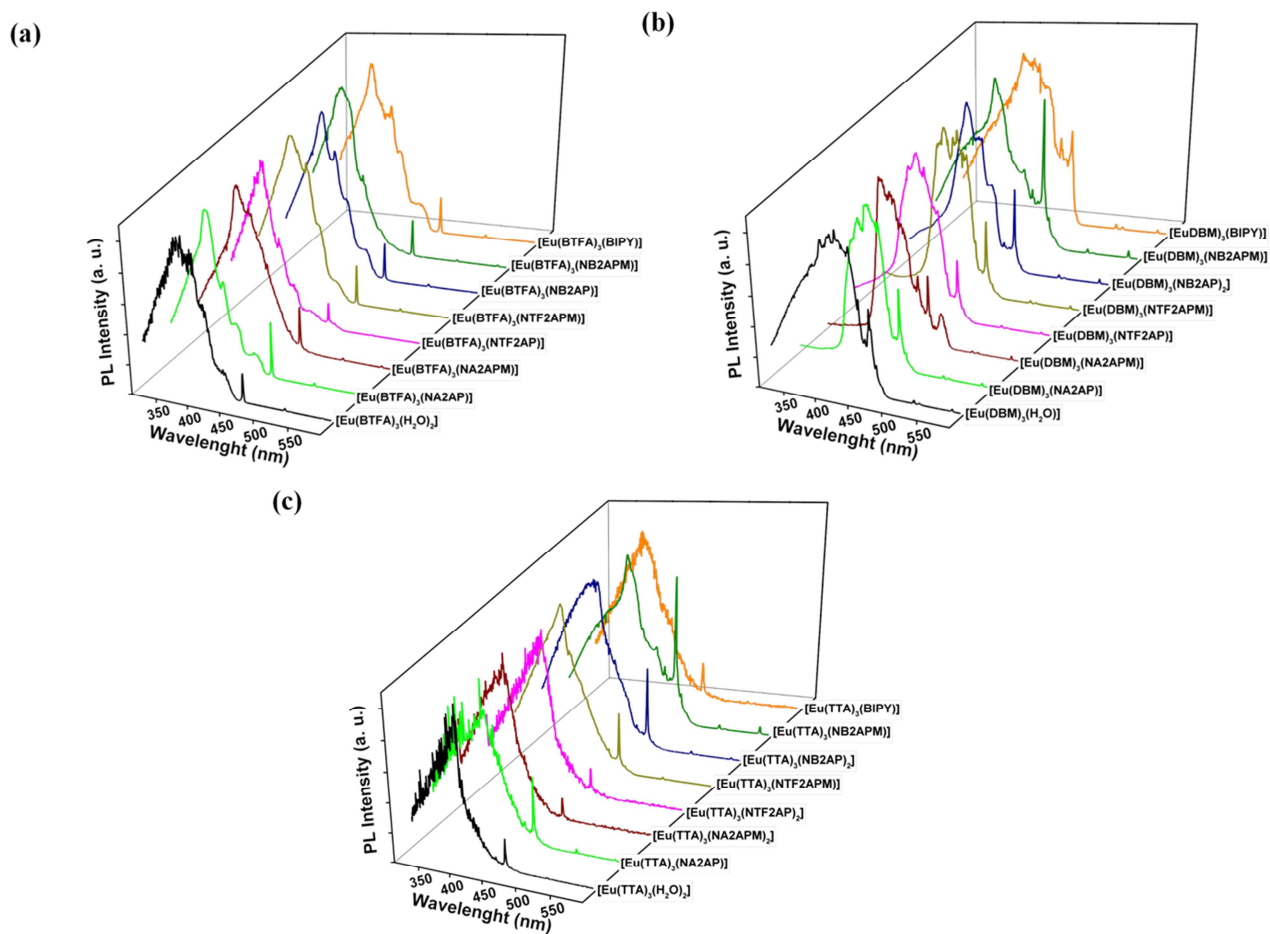 (a)
PL Intensity (a. u.)
350
400
450
500
550
Wavelenght (nm)
[Eu(BTFA)₃(BIPY)]
[Eu(BTFA)₃(NB2APM)]
[Eu(BTFA)₃(NB2AP)]
[Eu(BTFA)₃(NTF2APM)]
[Eu(BTFA)₃(NTF2AP)]
[Eu(BTFA)₃(NA2APM)]
[Eu(BTFA)₃(NA2AP)]
[Eu(BTFA)₃(H₂O)₂]
(b)
PL Intensity (a. u.)
350
400
450
500
550
Wavelenght (nm)
[EuDBM)₃(BIPY)]
[Eu(DBM)₃(NB2APM)]
[Eu(DBM)₃(NB2AP)₂]
[Eu(DBM)₃(NTF2APM)]
[Eu(DBM)₃(NTF2AP)]
[Eu(DBM)₃(NA2APM)]
[Eu(DBM)₃(NA2AP)]
[Eu(DBM)₃(H₂O)]
(c)
PL Intensity (a. u.)
350
400
450
500
550
Wavelenght (nm)
[Eu(TTA)₃(BIPY)]
[Eu(TTA)₃(NB2APM)]
[Eu(TTA)₃(NB2AP)₂]
[Eu(TTA)₃(NTF2APM)]
[Eu(TTA)₃(NTF2AP)₂]
[Eu(TTA)₃(NA2APM)₂]
[Eu(TTA)₃(NA2AP)]
[Eu(TTA)₃(H₂O)₂]